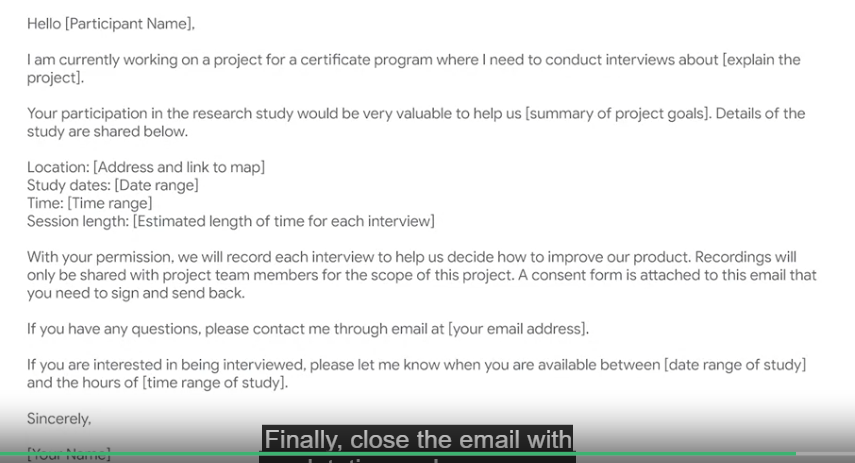 Hello [Participant Name],
I am currently working on a project for a certificate program where I need to conduct interviews about [explain the
project].
Your participation in the research study would be very valuable to help us [summary of project goals]. Details of the
study are shared below.
Location: [Address and link to map]
Study dates: [Date range]
Time: [Time range]
Session length: [Estimated length of time for each interview]
With your permission, we will record each interview to help us decide how to improve our product. Recordings will
only be shared with project team members for the scope of this project. A consent form is attached to this email that
you need to sign and send back.
If you have any questions, please contact me through email at [your email address].
If you are interested in being interviewed, please let me know when you are available between [date range of study]
and the hours of [time range of study].
Sincerely,
[Your Name]
Finally, close the email with